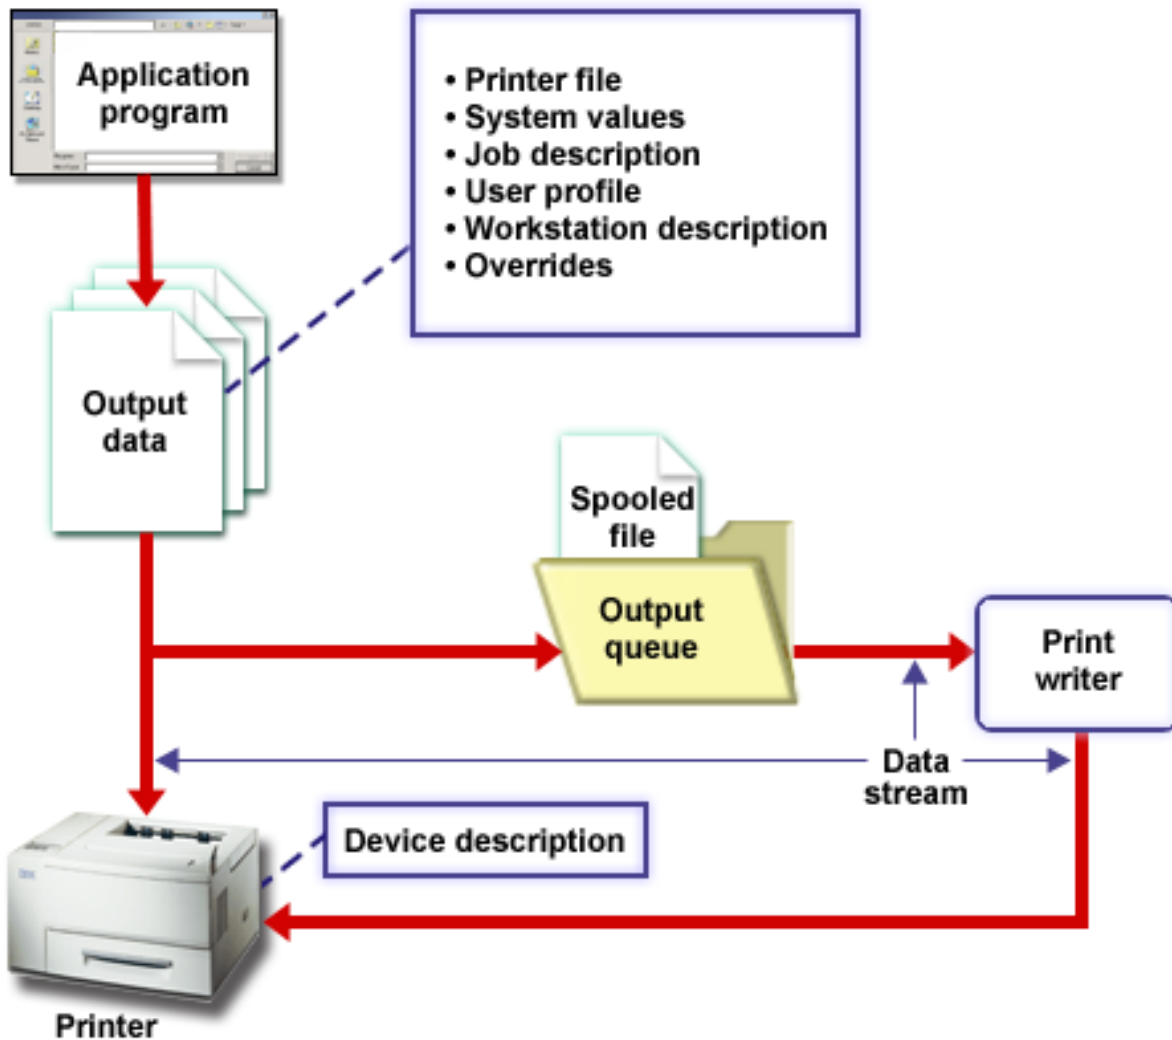 Application
program
• Printer file
• System values
• Job description
• User profile
• Workstation description
• Overrides
Output
data
Spooled
file
Output
queue
Print
writer
Data
stream
Device description
IBM
Printer